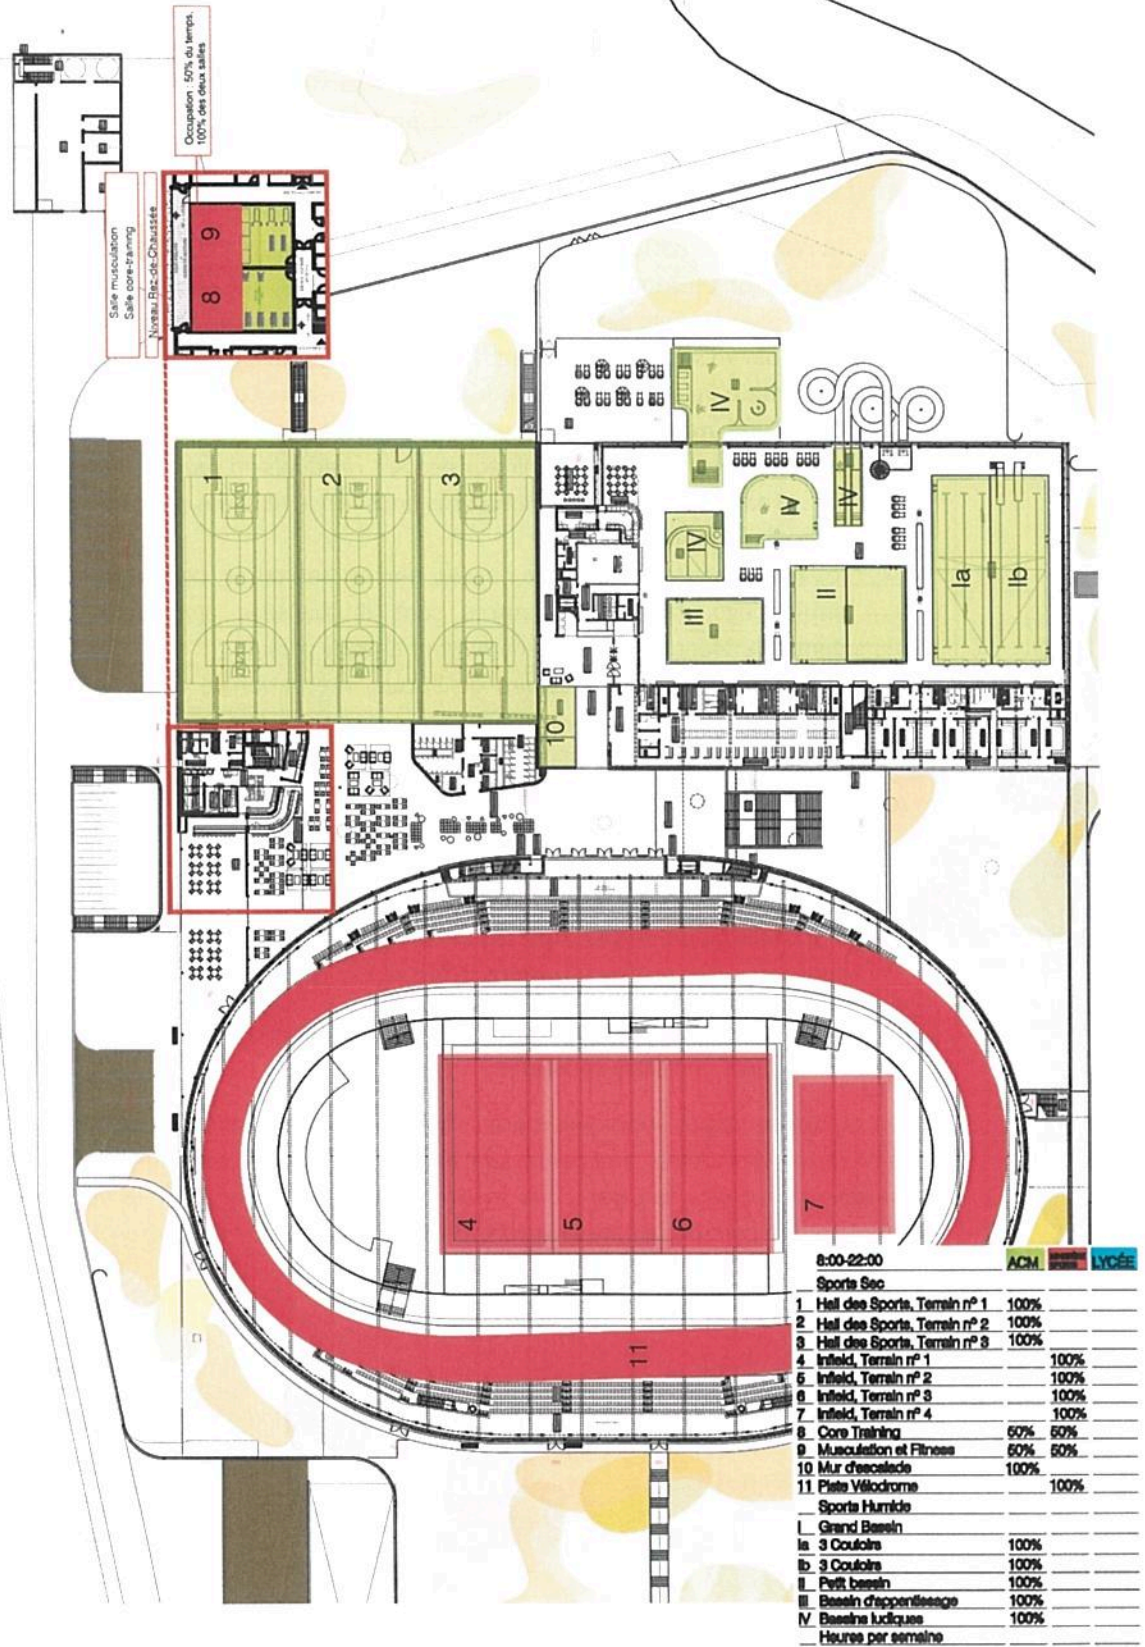 Occupation : 50% du temps,
100% des deux salles
Salle musculation
Salle core-training
Niveau Rez-de-Chaussée
9
8
1
2
3
IV
IV
IV
IV
III
II
Ia
Ib
10
4
5
6
7
11
8:00-22:00 ACM LYCÉE
Sports Sec
1 Hall des Sports, Terrain nº 1 100%
2 Hall des Sports, Terrain nº 2 100%
3 Hall des Sports, Terrain nº 3 100%
4 Infield, Terrain nº 1 100%
5 Infield, Terrain nº 2 100%
6 Infield, Terrain nº 3 100%
7 Infield, Terrain nº 4 100%
8 Core Training 50% 50%
9 Musculation et Fitness 50% 50%
10 Mur d'escalade 100%
11 Piste Vélodrome 100%
Sports Humide
I Grand Bassin
Ia 3 Couloirs 100%
Ib 3 Couloirs 100%
II Petit bassin 100%
III Bassin d'apprentissage 100%
IV Bassins ludiques 100%
Heures per semaine